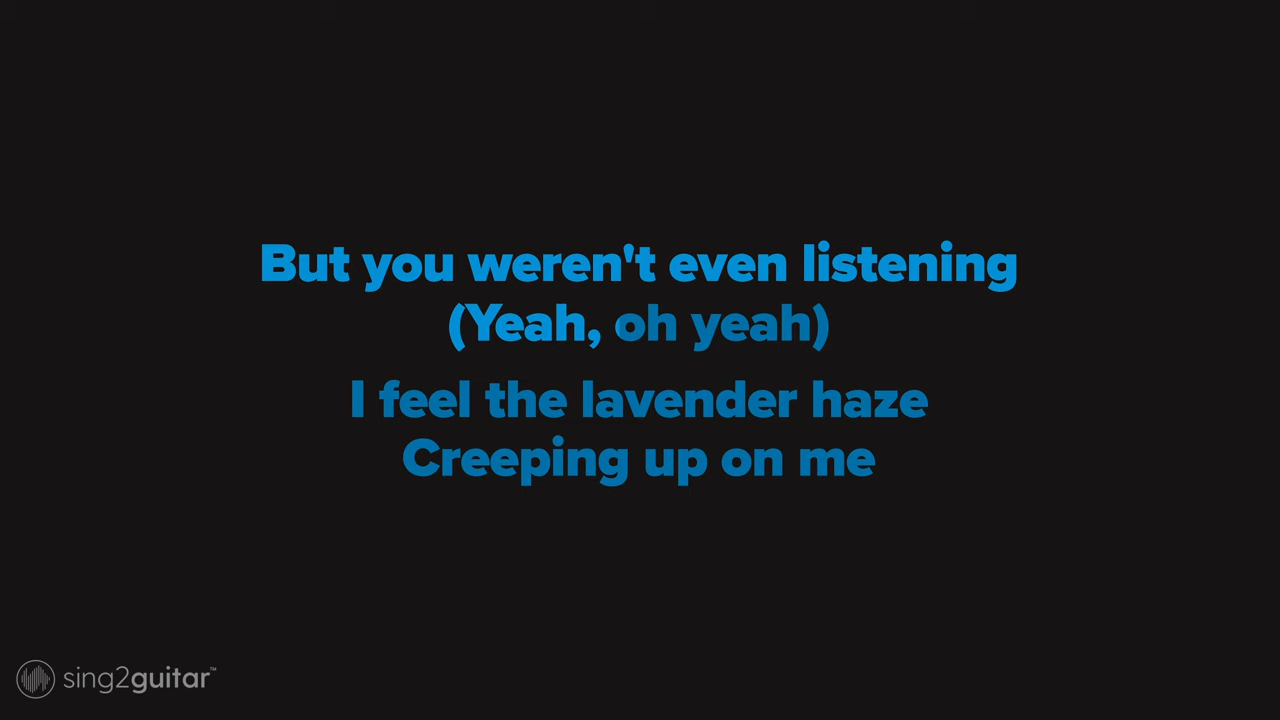 But you weren't even listening
(Yeah, oh yeah)
I feel the lavender haze
Creeping up on me
sing2guitar™